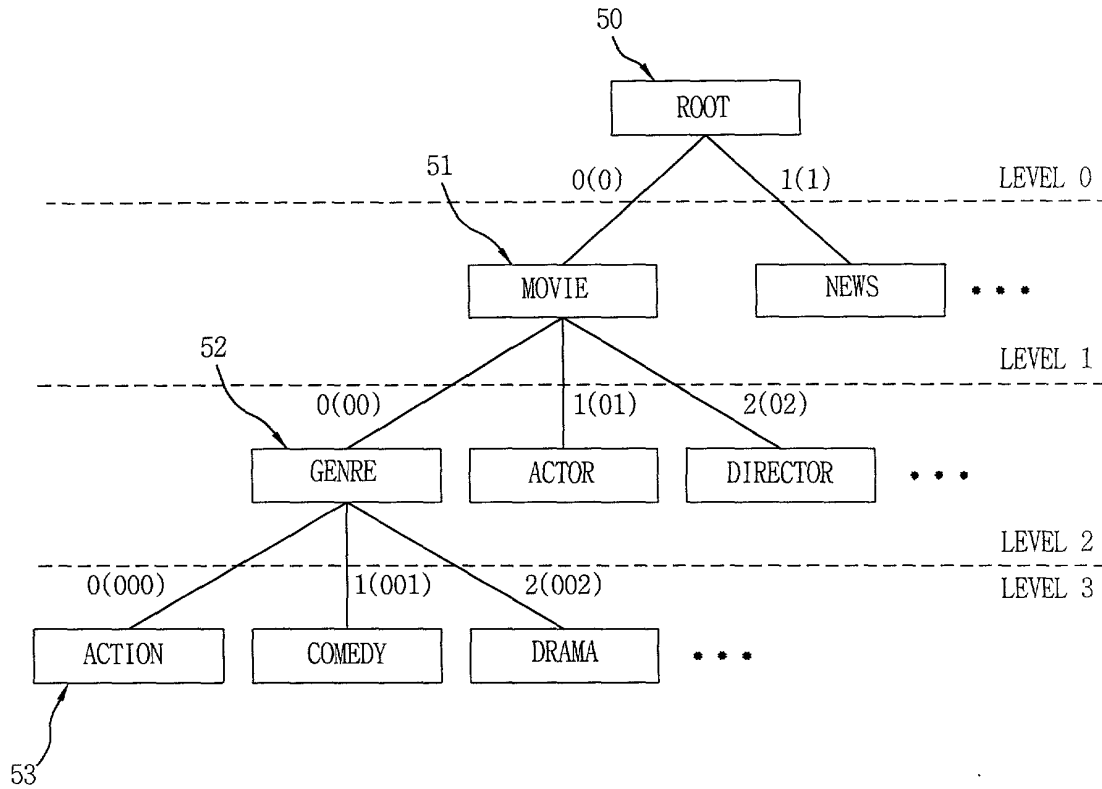 50
ROOT
51
0(0)
1(1)
LEVEL 0
MOVIE
NEWS
• • •
52
LEVEL 1
0(00)
1(01)
2(02)
GENRE
ACTOR
DIRECTOR
• • •
LEVEL 2
0(000)
1(001)
2(002)
LEVEL 3
ACTION
COMEDY
DRAMA
• • •
53